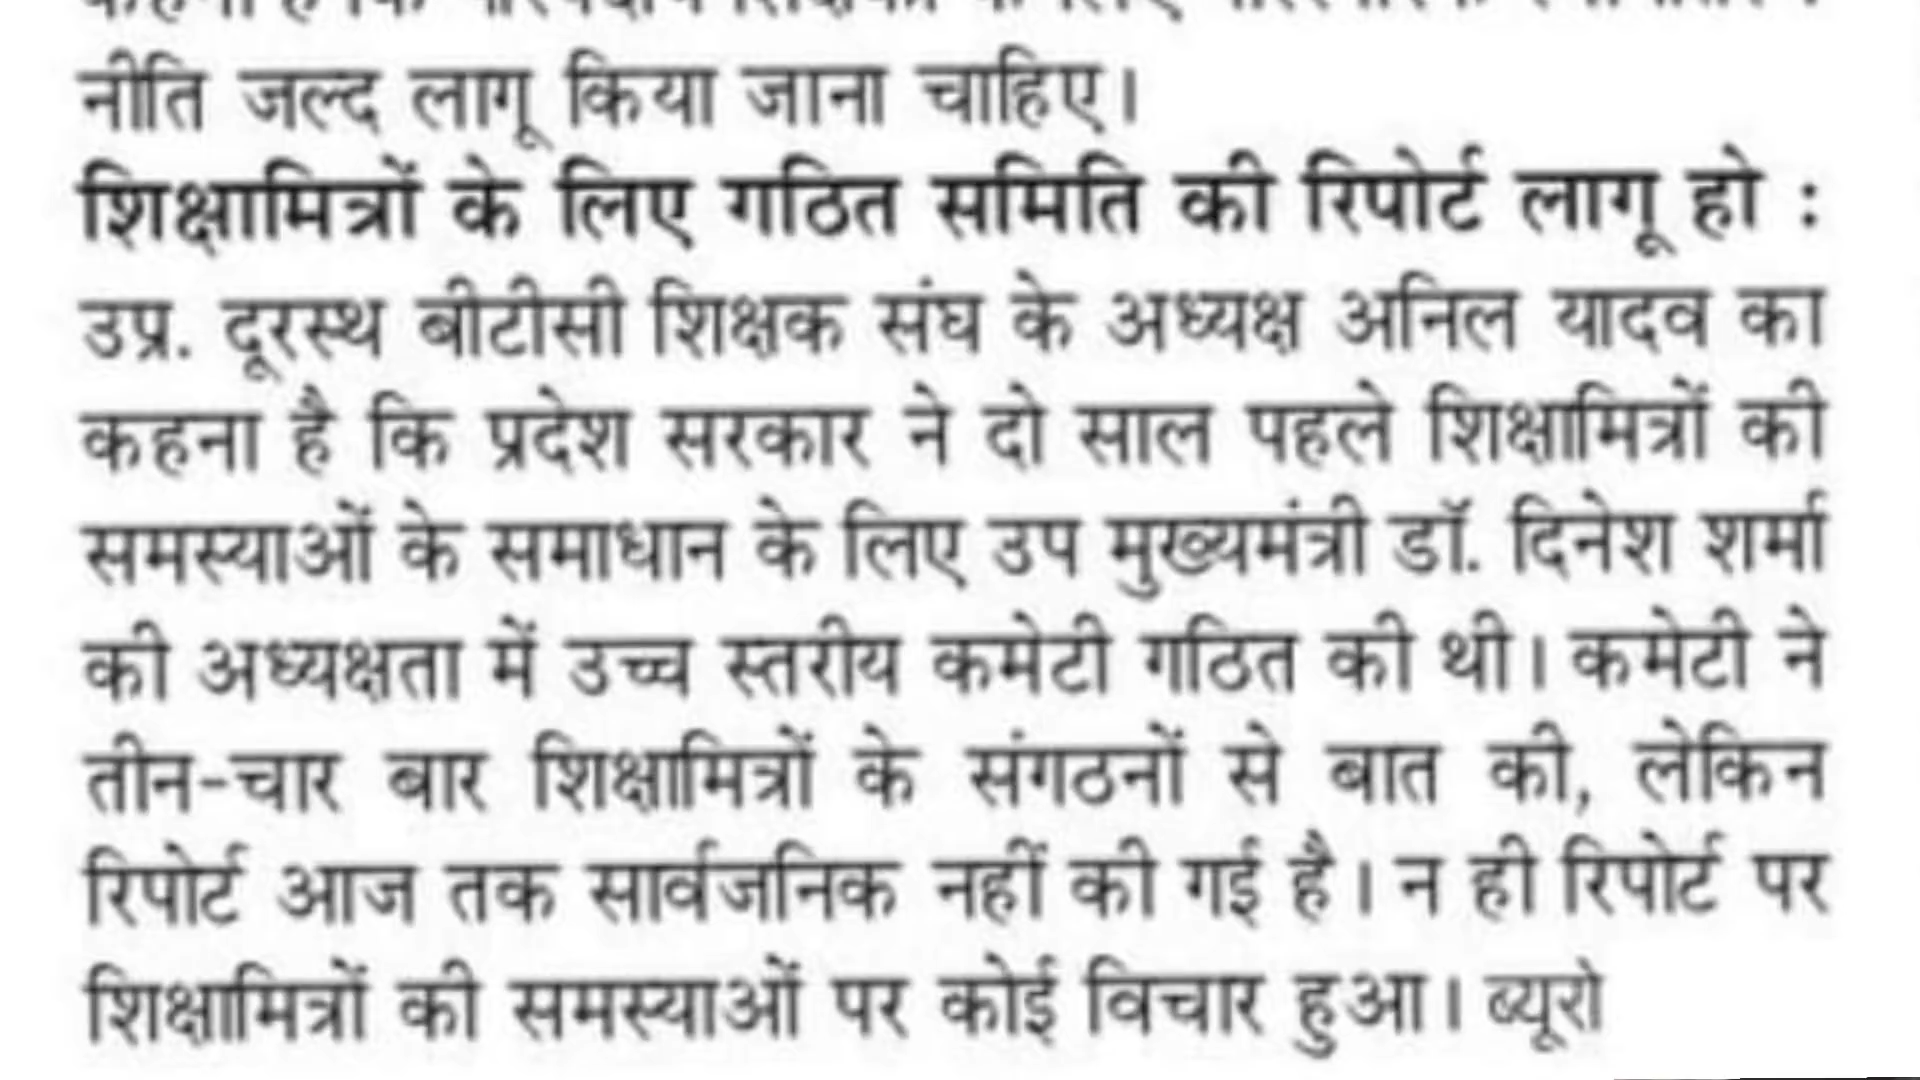 नीति जल्द लागू किया जाना चाहिए।
शिक्षामित्रों के लिए गठित समिति की रिपोर्ट लागू हो :
उप्र. दूरस्थ बीटीसी शिक्षक संघ के अध्यक्ष अनिल यादव का
कहना है कि प्रदेश सरकार ने दो साल पहले शिक्षामित्रों की
समस्याओं के समाधान के लिए उप मुख्यमंत्री डॉ. दिनेश शर्मा
की अध्यक्षता में उच्च स्तरीय कमेटी गठित की थी। कमेटी ने
तीन-चार बार शिक्षामित्रों के संगठनों से बात की, लेकिन
रिपोर्ट आज तक सार्वजनिक नहीं की गई है। न ही रिपोर्ट पर
शिक्षामित्रों की समस्याओं पर कोई विचार हुआ। ब्यूरो